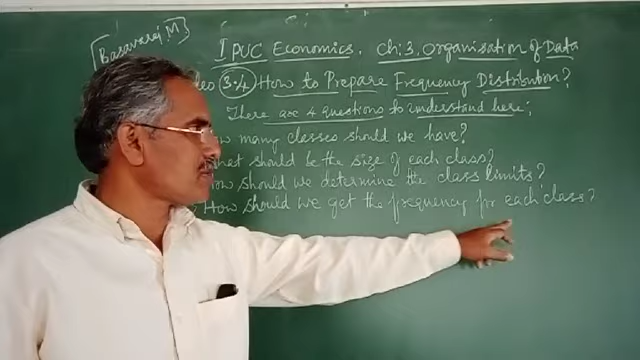 Basavaraj M
I PUC Economics. Ch:3. Organisation of Data
deo 3.4 How to Prepare Frequency Distribution?
There are 4 questions to understand here;
ow many classes should we have?
hat should be the size of each class?
ow should we determine the class limits?
How should we get the frequency for each class?